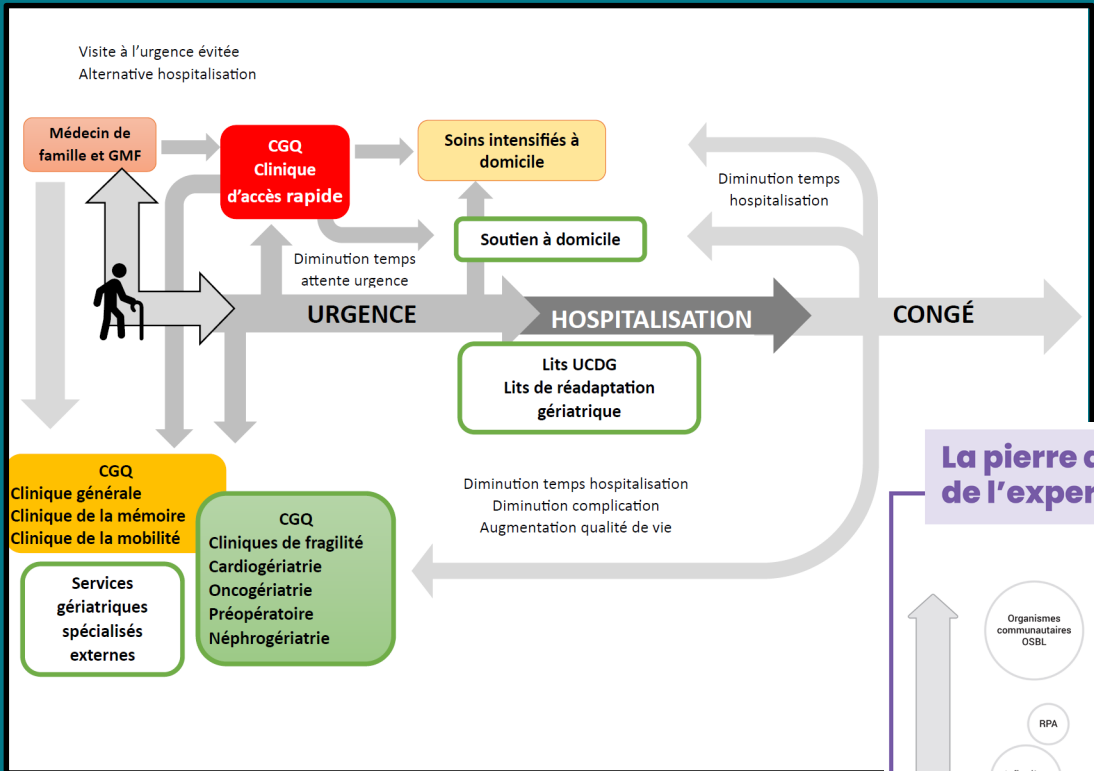 Visite à l'urgence évitée
Alternative hospitalisation
Médecin de
famille et GMF
CGQ
Clinique
d'accès rapide
Soins intensifiés à
domicile
Diminution temps
hospitalisation
Soutien à domicile
Diminution temps
attente urgence
URGENCE
HOSPITALISATION
CONGÉ
Lits UCDG
Lits de réadaptation
gériatrique
CGQ
Clinique générale
Clinique de la mémoire
Clinique de la mobilité
Diminution temps hospitalisation
Diminution complication
Augmentation qualité de vie
CGQ
Cliniques de fragilité
Cardiogériatrie
Oncogériatrie
Préopératoire
Néphrogériatrie
Services
gériatriques
spécialisés
externes
La pierre
de l'exper
Organismes
communautaires
OSBL
RPA